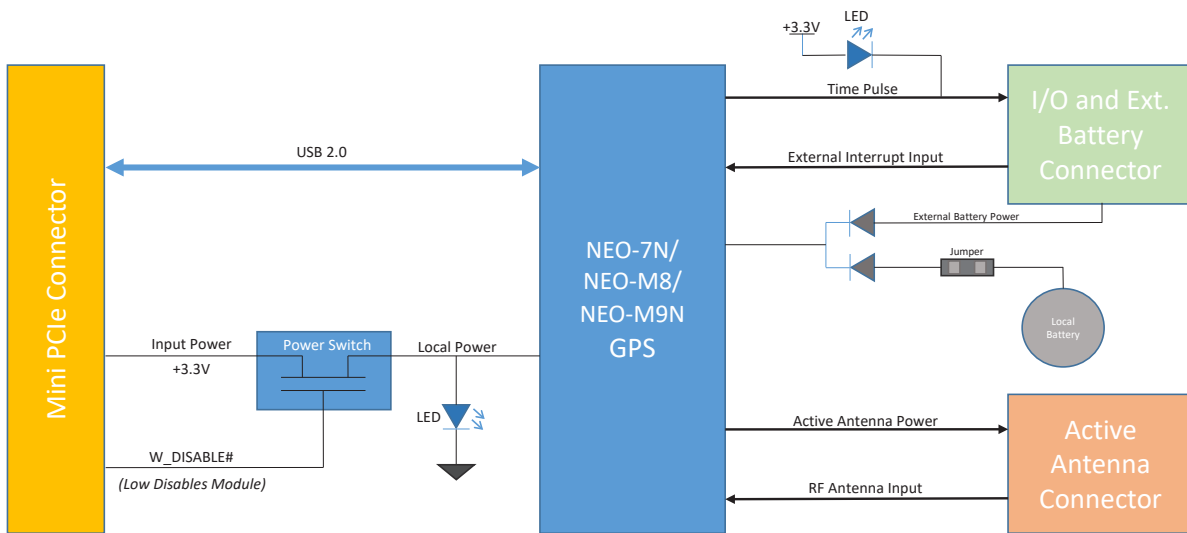 LED
+3.3V
Time Pulse
I/O and Ext.
Battery
Connector
USB 2.0
External Interrupt Input
Mini PCIe Connector
External Battery Power
NEO-7N/
NEO-M8/
NEO-M9N
GPS
Jumper
Local
Battery
Input Power
+3.3V
Power Switch
Local Power
LED
Active Antenna Power
Active
Antenna
Connector
W_DISABLE#
(Low Disables Module)
RF Antenna Input